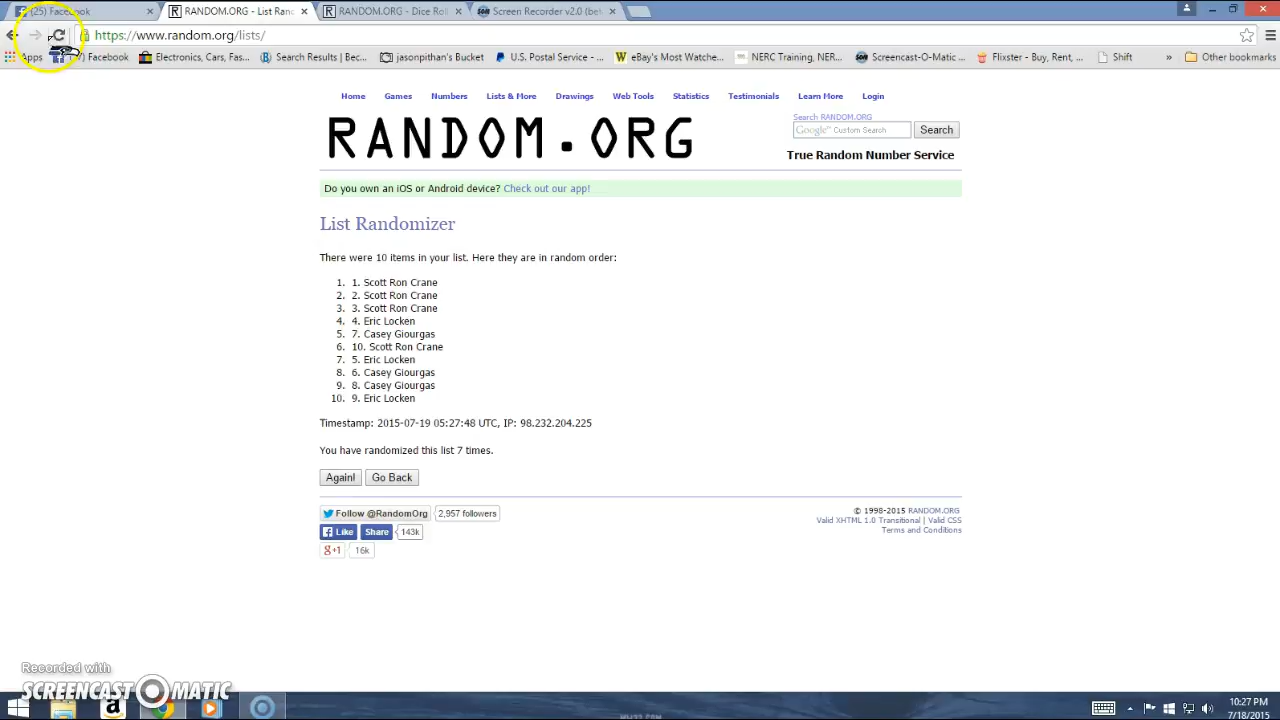 (25) Facebook
RANDOM.ORG - List Ran
RANDOM.ORG - Dice Roll
Screen Recorder v2.0 (be
https://www.random.org/lists/
Apps
Facebook
Electronics, Cars, Fas...
Search Results | Bec...
jasonpithan's Bucket
U.S. Postal Service - ...
eBay's Most Watche...
NERC Training, NER...
Screencast-O-Matic ...
Flixster - Buy, Rent, ...
Shift
»
Other bookmarks
Home Games Numbers Lists & More Drawings Web Tools Statistics Testimonials Learn More Login
RANDOM.ORG
Search RANDOM.ORG
Google™ Custom Search
Search
True Random Number Service
Do you own an iOS or Android device? Check out our app!
List Randomizer
There were 10 items in your list. Here they are in random order:
1. 1. Scott Ron Crane
2. 2. Scott Ron Crane
3. 3. Scott Ron Crane
4. 4. Eric Locken
5. 7. Casey Giourgas
6. 10. Scott Ron Crane
7. 5. Eric Locken
8. 6. Casey Giourgas
9. 8. Casey Giourgas
10. 9. Eric Locken
Timestamp: 2015-07-19 05:27:48 UTC, IP: 98.232.204.225
You have randomized this list 7 times.
Again! Go Back
Follow @RandomOrg 2,957 followers
Like Share 143k
g+1 16k
© 1998-2015 RANDOM.ORG
Valid XHTML 1.0 Transitional | Valid CSS
Terms and Conditions
Recorded with
SCREENCAST-O-MATIC
10:27 PM
7/18/2015